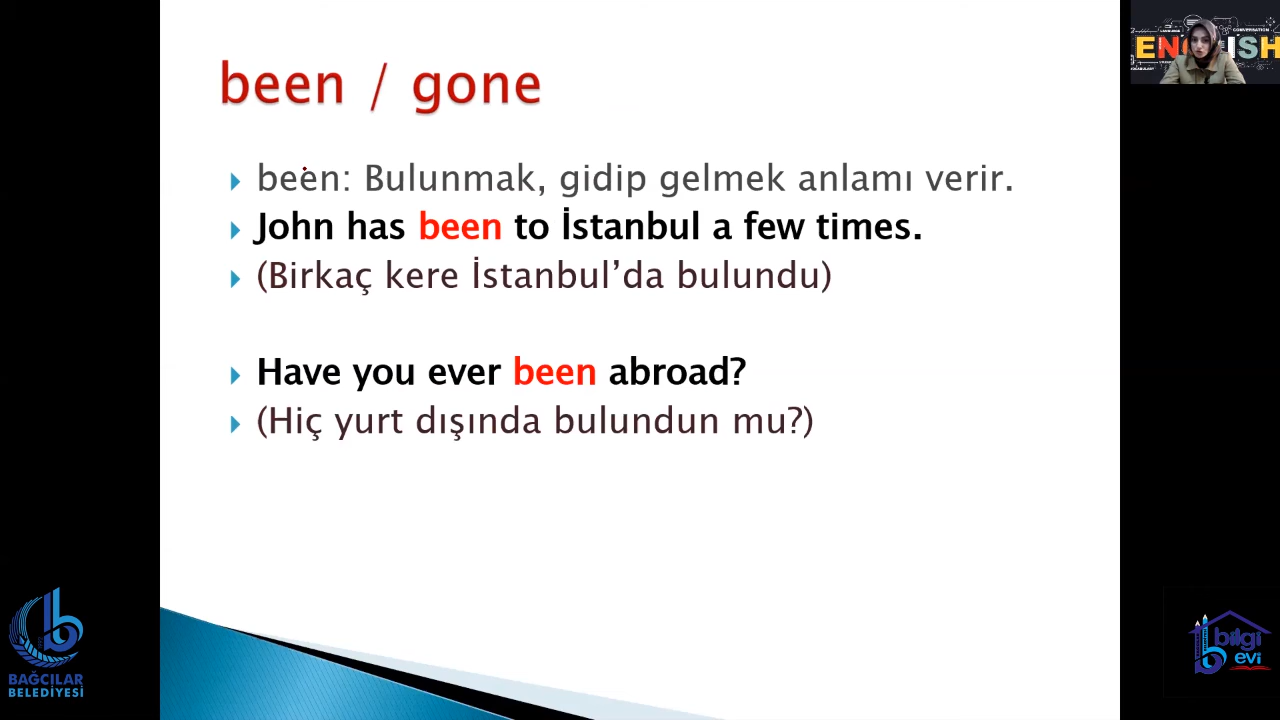 been / gone
been: Bulunmak, gidip gelmek anlamı verir.
John has been to İstanbul a few times.
(Birkaç kere İstanbul’da bulundu)
Have you ever been abroad?
(Hiç yurt dışında bulundun mu?)
CONVERSATION
ENGLISH
BAĞCILAR
BELEDİYESİ
bilgi
evi